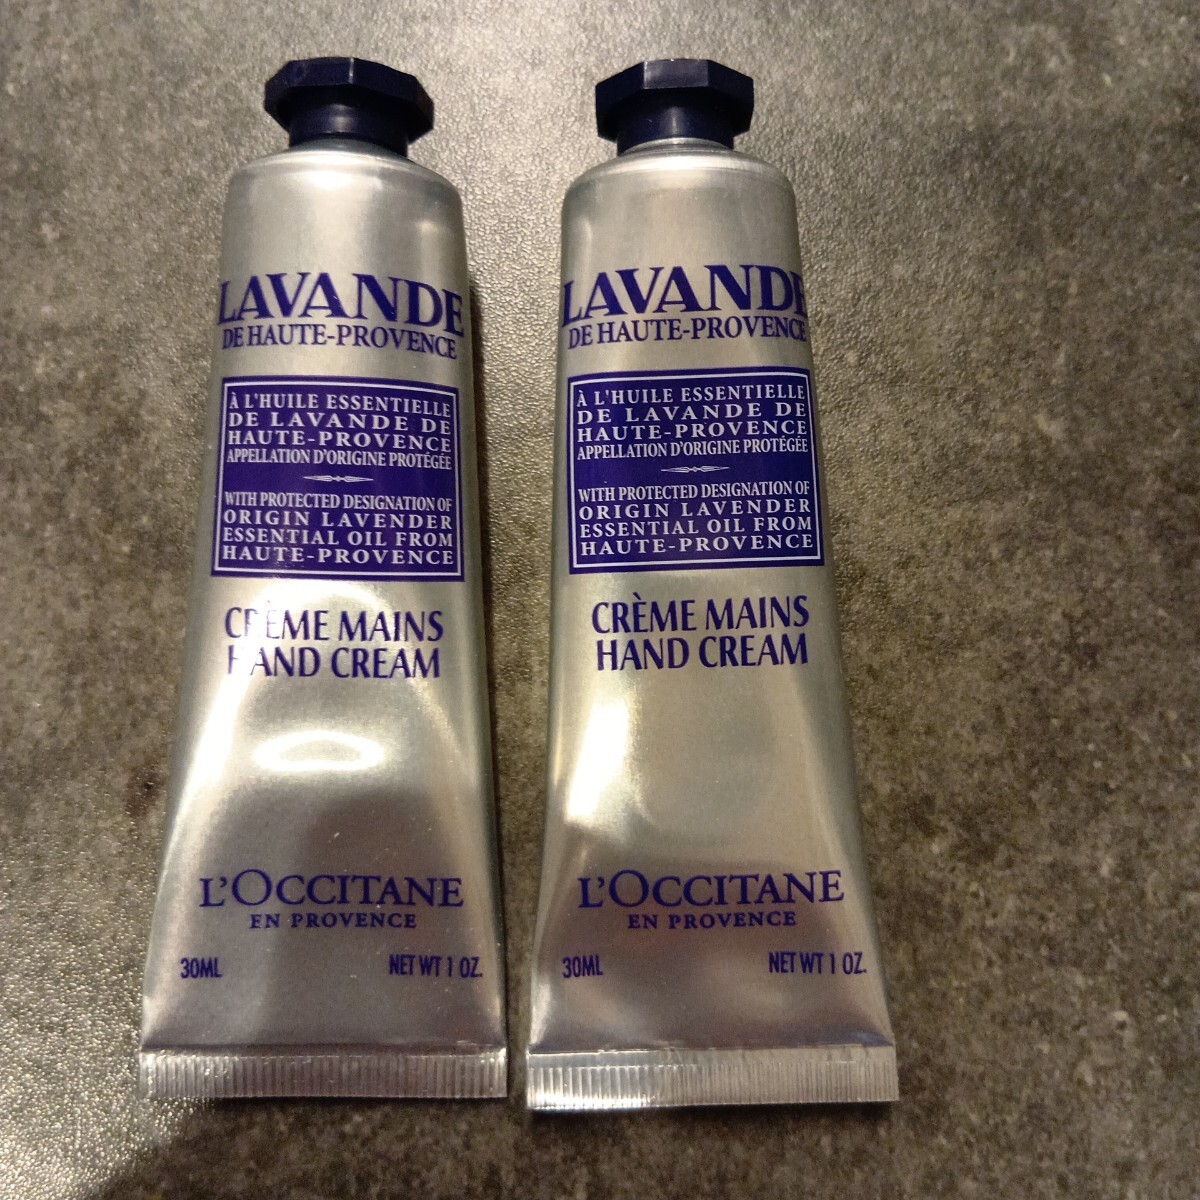 LAVANDE
DE HAUTE-PROVENCE
À L'HUILE ESSENTIELLE
DE LAVANDE DE
HAUTE-PROVENCE
APPELLATION D'ORIGINE PROTÉGÉE
WITH PROTECTED DESIGNATION OF
ORIGIN LAVENDER
ESSENTIAL OIL FROM
HAUTE-PROVENCE
CRÈME MAINS
HAND CREAM
L'OCCITANE
EN PROVENCE
30ML NET WT 1 OZ.
LAVANDE
DE HAUTE-PROVENCE
À L'HUILE ESSENTIELLE
DE LAVANDE DE
HAUTE-PROVENCE
APPELLATION D'ORIGINE PROTÉGÉE
WITH PROTECTED DESIGNATION OF
ORIGIN LAVENDER
ESSENTIAL OIL FROM
HAUTE-PROVENCE
CRÈME MAINS
HAND CREAM
L'OCCITANE
EN PROVENCE
30ML NET WT 1 OZ.